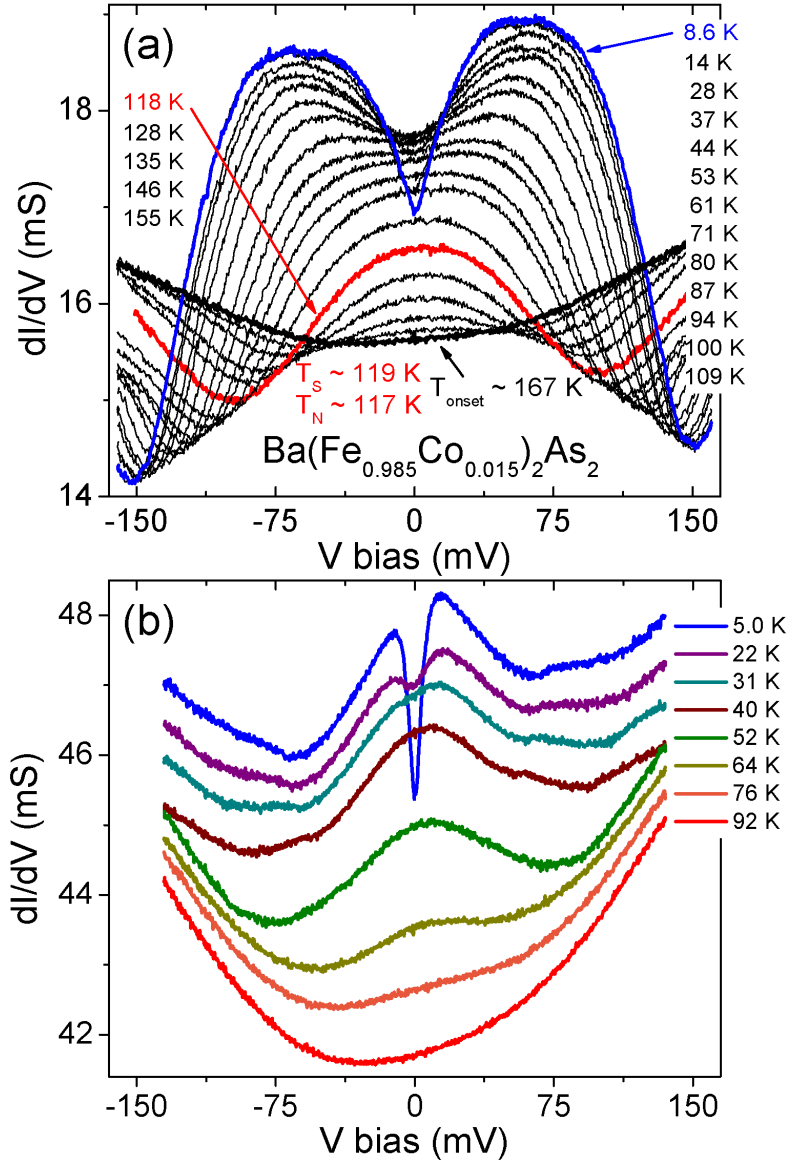 (a)
8.6 K
14 K
28 K
37 K
44 K
53 K
61 K
71 K
80 K
87 K
94 K
100 K
109 K
118 K
128 K
135 K
146 K
155 K
dI/dV (mS)
18
17
16
15
14
T_S ~ 119 K
T_N ~ 117 K
T_onset ~ 167 K
Ba(Fe_0.985Co_0.015)_2As_2
-150 -75 0 75 150
V bias (mV)
(b)
5.0 K
22 K
31 K
40 K
52 K
64 K
76 K
92 K
dI/dV (mS)
48
46
44
42
-150 -75 0 75 150
V bias (mV)